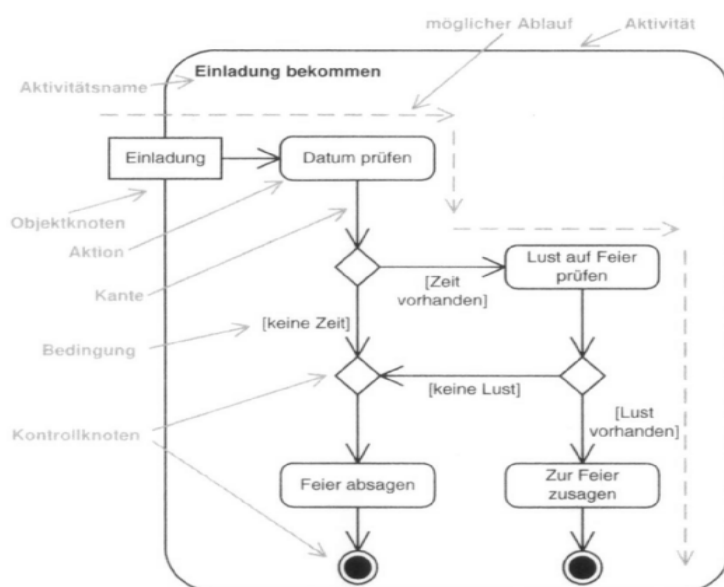 möglicher Ablauf
Aktivität
Einladung bekommen
Aktivitätsname
Einladung
Datum prüfen
Objektknoten
Aktion
Lust auf Feier
prüfen
Kante
[Zeit
vorhanden]
[keine Zeit]
Bedingung
[keine Lust]
[Lust
vorhanden]
Kontrollknoten
Feier absagen
Zur Feier
zusagen